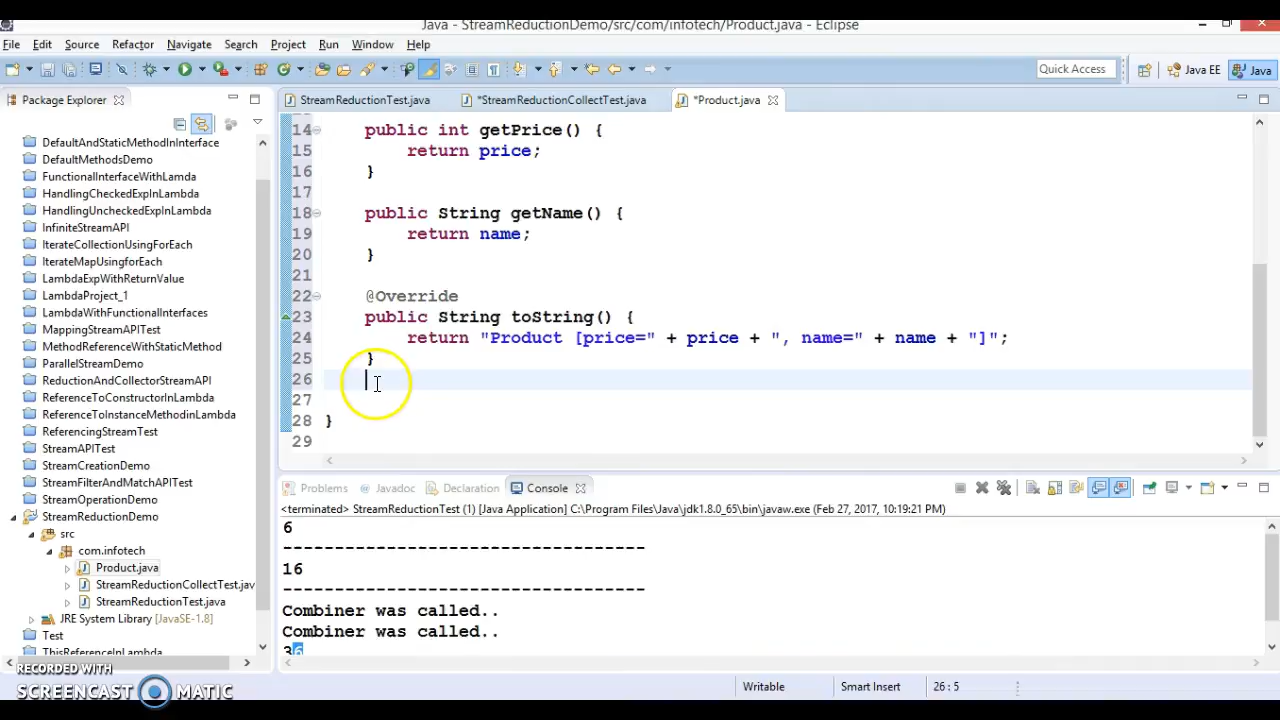 Java - StreamReductionDemo/src/com/infotech/Product.java - Eclipse
File Edit Source Refactor Navigate Search Project Run Window Help
Quick Access Java EE Java
Package Explorer
StreamReductionTest.java *StreamReductionCollectTest.java *Product.java
DefaultAndStaticMethodInInterface
DefaultMethodsDemo
FunctionalInterfaceWithLamda
HandlingCheckedExpInLambda
HandlingUncheckedExpInLambda
InfiniteStreamAPI
IterateCollectionUsingForEach
IterateMapUsingforEach
LambdaExpWithReturnValue
LambdaProject_1
LambdaWithFunctionalInterfaces
MappingStreamAPITest
MethodReferenceWithStaticMethod
ParallelStreamDemo
ReductionAndCollectorStreamAPI
ReferenceToConstructorInLambda
ReferenceToInstanceMethodinLambda
ReferencingStreamTest
StreamAPITest
StreamCreationDemo
StreamFilterAndMatchAPITest
StreamOperationDemo
StreamReductionDemo
src
com.infotech
Product.java
StreamReductionCollectTest.jav
StreamReductionTest.java
JRE System Library [JavaSE-1.8]
Test
ThisReferenceInLambda
14 public int getPrice() {
15 return price;
16 }
17
18 public String getName() {
19 return name;
20 }
21
22 @Override
23 public String toString() {
24 return "Product [price=" + price + ", name=" + name + "]";
25 }
26
27
28 }
29
Problems Javadoc Declaration Console
<terminated> StreamReductionTest (1) [Java Application] C:\Program Files\Java\jdk1.8.0_65\bin\javaw.exe (Feb 27, 2017, 10:19:21 PM)
6
-----------------------------------
16
-----------------------------------
Combiner was called..
Combiner was called..
36
Writable Smart Insert 26 : 5
RECORDED WITH
SCREENCAST MATIC